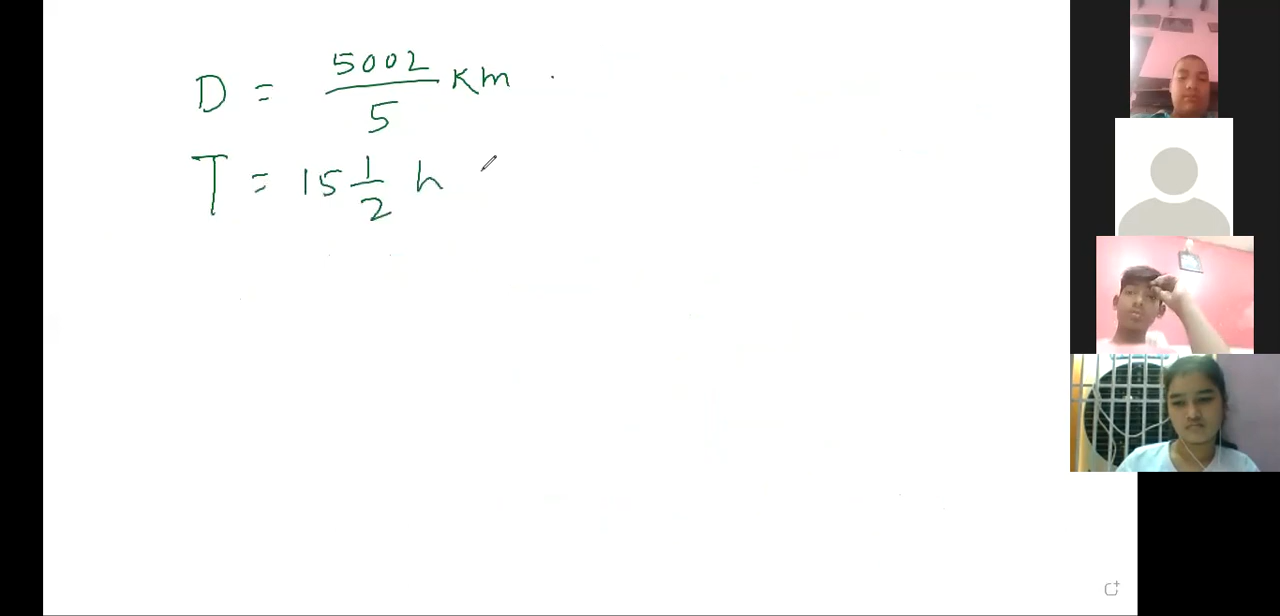 D = 5002/5 Km
T = 15 1/2 h